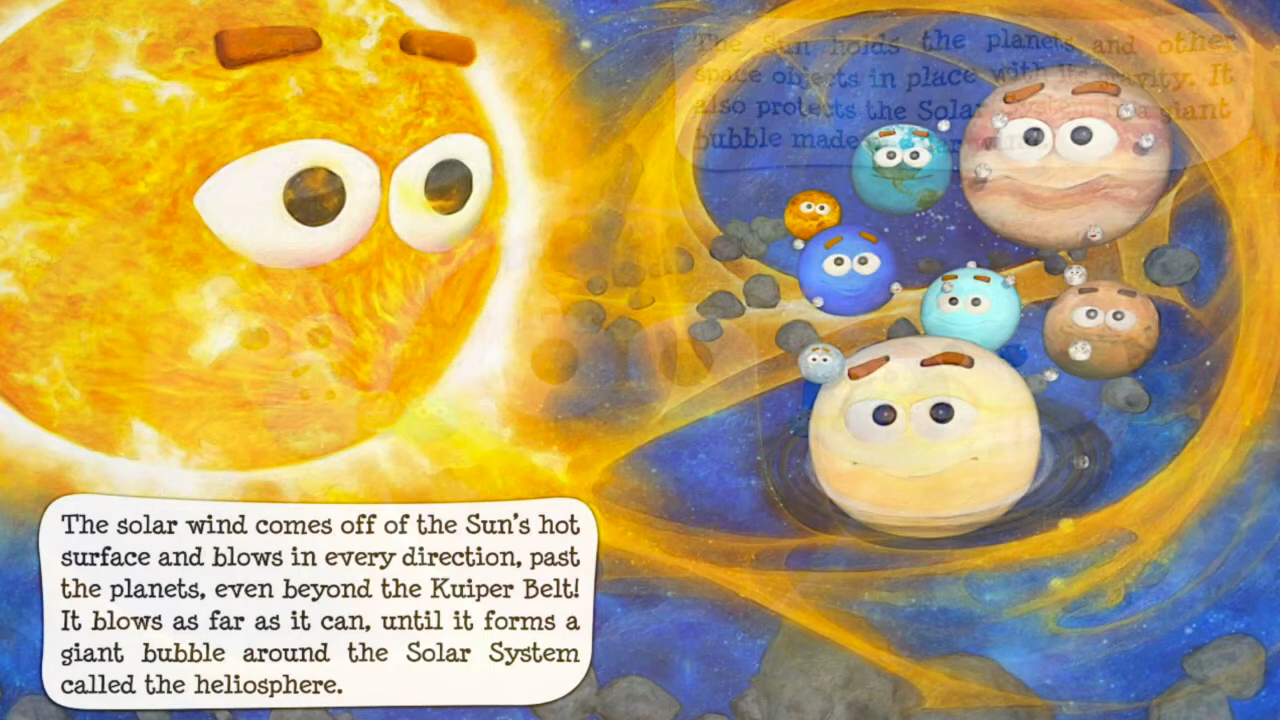 The Sun holds the planets and other
space objects in place with its gravity. It
also protects the Solar System giant
bubble made
The solar wind comes off of the Sun's hot
surface and blows in every direction, past
the planets, even beyond the Kuiper Belt!
It blows as far as it can, until it forms a
giant bubble around the Solar System
called the heliosphere.